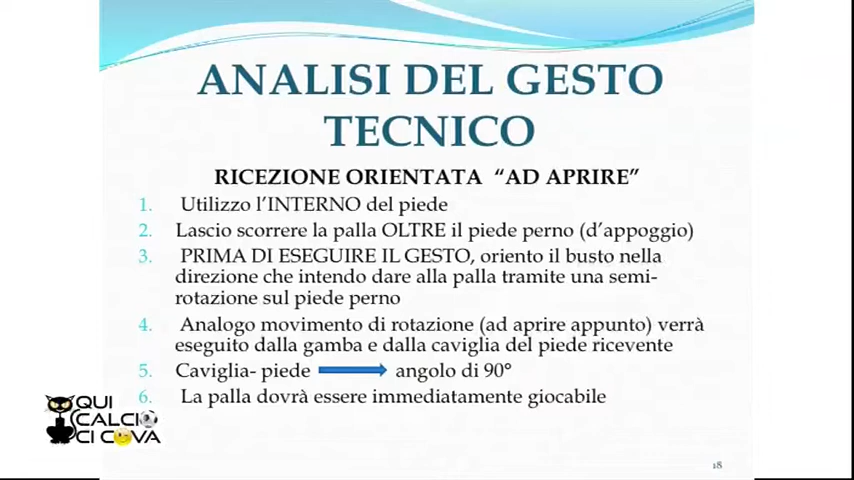 ANALISI DEL GESTO
TECNICO
RICEZIONE ORIENTATA “AD APRIRE”
1. Utilizzo l’INTERNO del piede
2. Lascio scorrere la palla OLTRE il piede perno (d’appoggio)
3. PRIMA DI ESEGUIRE IL GESTO, oriento il busto nella
direzione che intendo dare alla palla tramite una semi-
rotazione sul piede perno
4. Analogo movimento di rotazione (ad aprire appunto) verrà
eseguito dalla gamba e dalla caviglia del piede ricevente
5. Caviglia- piede angolo di 90°
6. La palla dovrà essere immediatamente giocabile
QUI
CALCIO
CI COVA
18